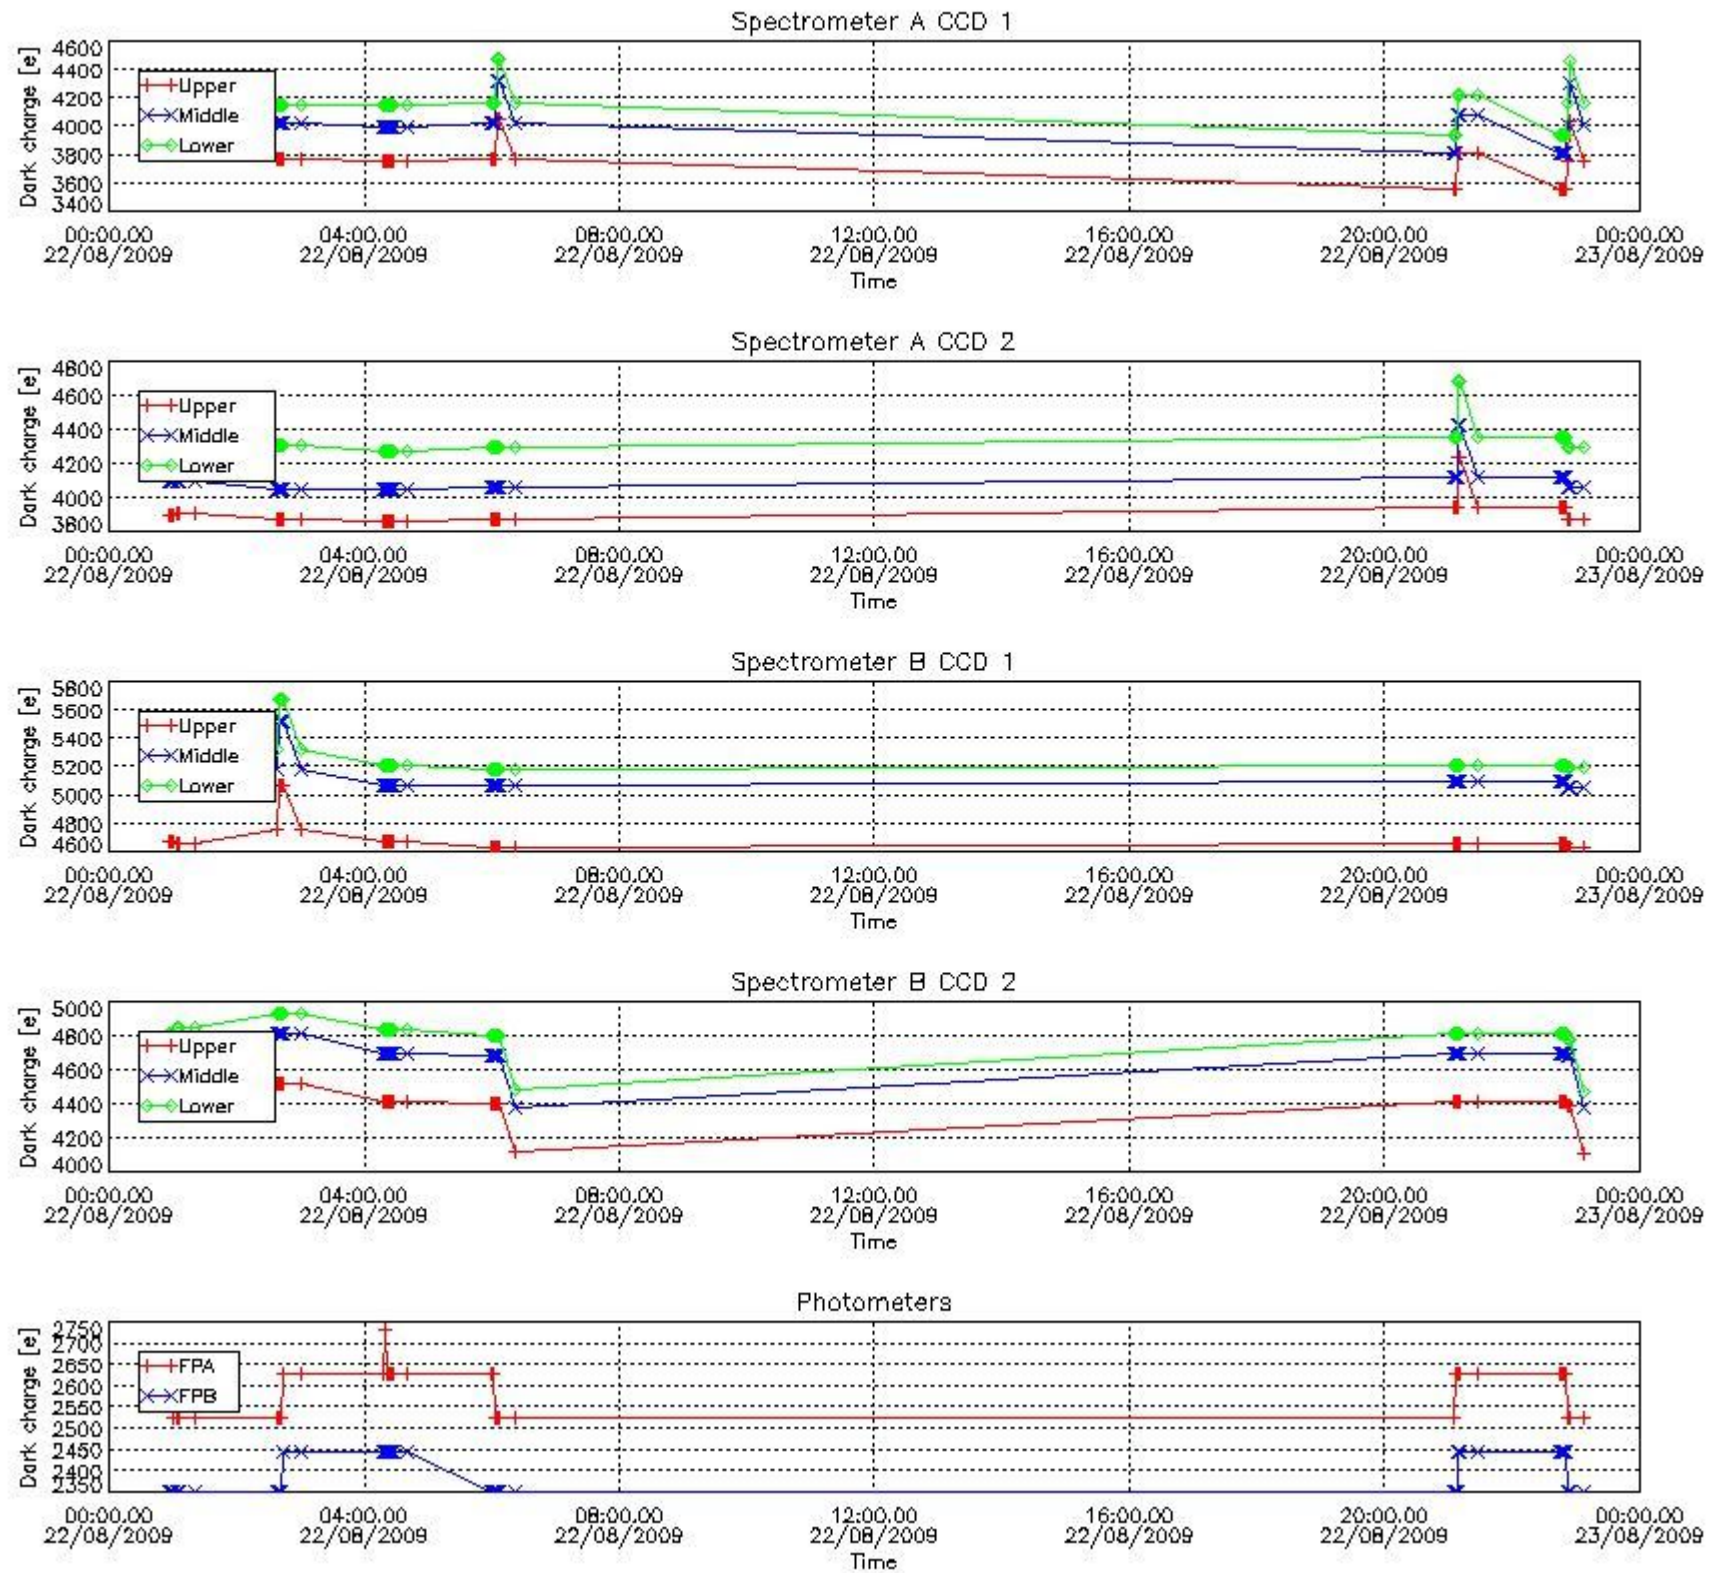 Spectrometer A CCD 1
Dark charge [e]
4600
4400
4200
4000
3800
3600
3400
Upper
Middle
Lower
00:00.00 04:00.00 08:00.00 12:00.00 16:00.00 20:00.00 00:00.00
22/08/2009 22/08/2009 22/08/2009 22/08/2009 22/08/2009 22/08/2009 23/08/2009
Time
Spectrometer A CCD 2
Dark charge [e]
4800
4600
4400
4200
4000
3800
Upper
Middle
Lower
00:00.00 04:00.00 08:00.00 12:00.00 16:00.00 20:00.00 00:00.00
22/08/2009 22/08/2009 22/08/2009 22/08/2009 22/08/2009 22/08/2009 23/08/2009
Time
Spectrometer B CCD 1
Dark charge [e]
5800
5600
5400
5200
5000
4800
4600
Upper
Middle
Lower
00:00.00 04:00.00 08:00.00 12:00.00 16:00.00 20:00.00 00:00.00
22/08/2009 22/08/2009 22/08/2009 22/08/2009 22/08/2009 22/08/2009 23/08/2009
Time
Spectrometer B CCD 2
Dark charge [e]
5000
4800
4600
4400
4200
4000
Upper
Middle
Lower
00:00.00 04:00.00 08:00.00 12:00.00 16:00.00 20:00.00 00:00.00
22/08/2009 22/08/2009 22/08/2009 22/08/2009 22/08/2009 22/08/2009 23/08/2009
Time
Photometers
Dark charge [e]
2750
2700
2650
2600
2550
2500
2450
2400
2350
FPA
FPB
00:00.00 04:00.00 08:00.00 12:00.00 16:00.00 20:00.00 00:00.00
22/08/2009 22/08/2009 22/08/2009 22/08/2009 22/08/2009 22/08/2009 23/08/2009
Time